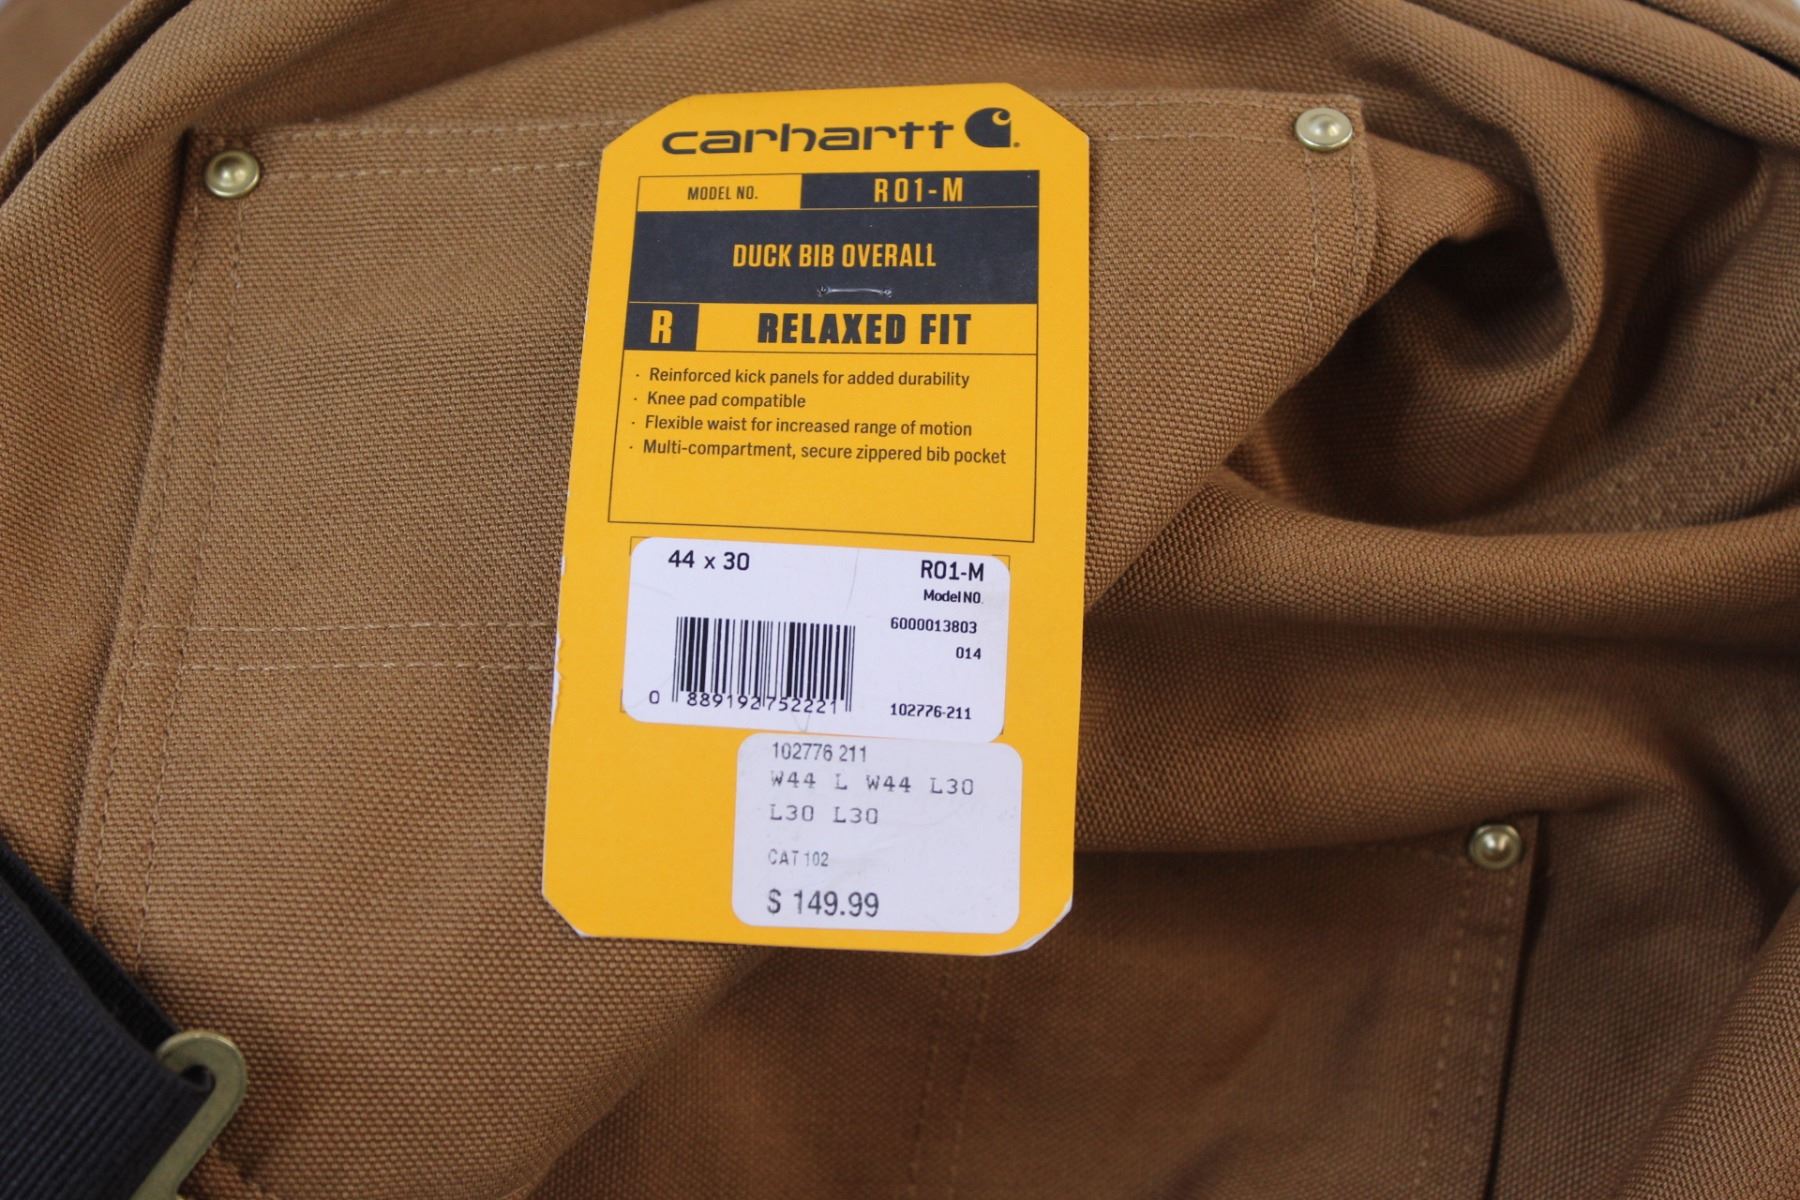 carhartt
MODEL NO. R01-M
DUCK BIB OVERALL
R RELAXED FIT
· Reinforced kick panels for added durability
· Knee pad compatible
· Flexible waist for increased range of motion
· Multi-compartment, secure zippered bib pocket
44 x 30 R01-M
Model NO.
6000013803
014
0 889192752221 102776-211
102776 211
W44 L W44 L30
L30 L30
CAT 102
$ 149.99